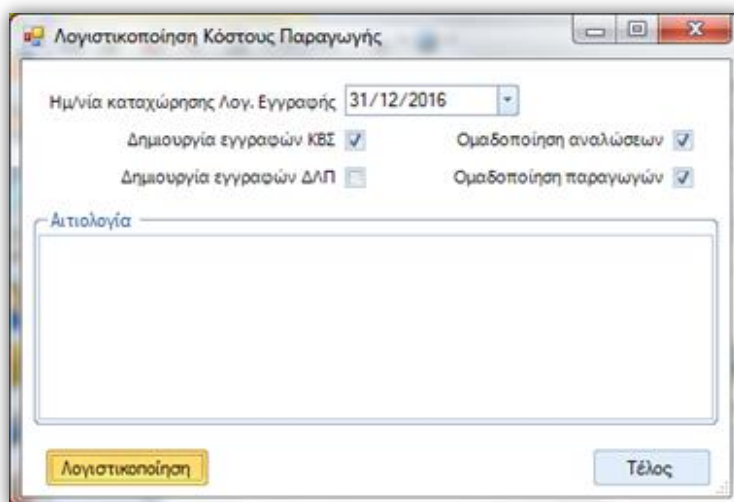 Λογιστικοποίηση Κόστους Παραγωγής
Ημ/νία καταχώρησης Λογ. Εγγραφής 31/12/2016
Δημιουργία εγγραφών ΚΒΣ Ομαδοποίηση αναλώσεων
Δημιουργία εγγραφών ΔΛΠ Ομαδοποίηση παραγωγών
Αιτιολογία
Λογιστικοποίηση Τέλος